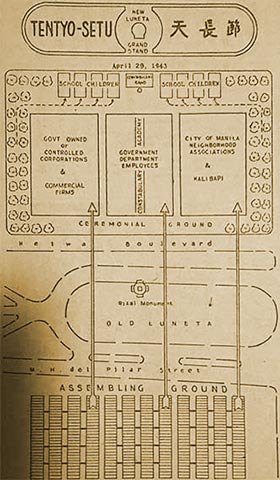 TENTYO-SETU
NEW
LUNETA
GRAND
STAND
天長節
April 29, 1943
SCHOOL CHILDREN
CONSTABULARY
BAND
SCHOOL CHILDREN
GOVT OWNED
or
CONTROLLED
CORPORATIONS
&
COMMERCIAL
FIRMS
GOVERNMENT
DEPARTMENT
EMPLOYEES
CONSTABULARY ACADEMY
CITY OF MANILA
NEIGHBORHOOD
ASSOCIATIONS
&
KALIBAPI
CEREMONIAL GROUND
Heiwa Boulevard
Rizal Monument
OLD LUNETA
M. H. del Pilar Street
ASSEMBLING GROUND